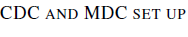 CDC AND MDC SET UP